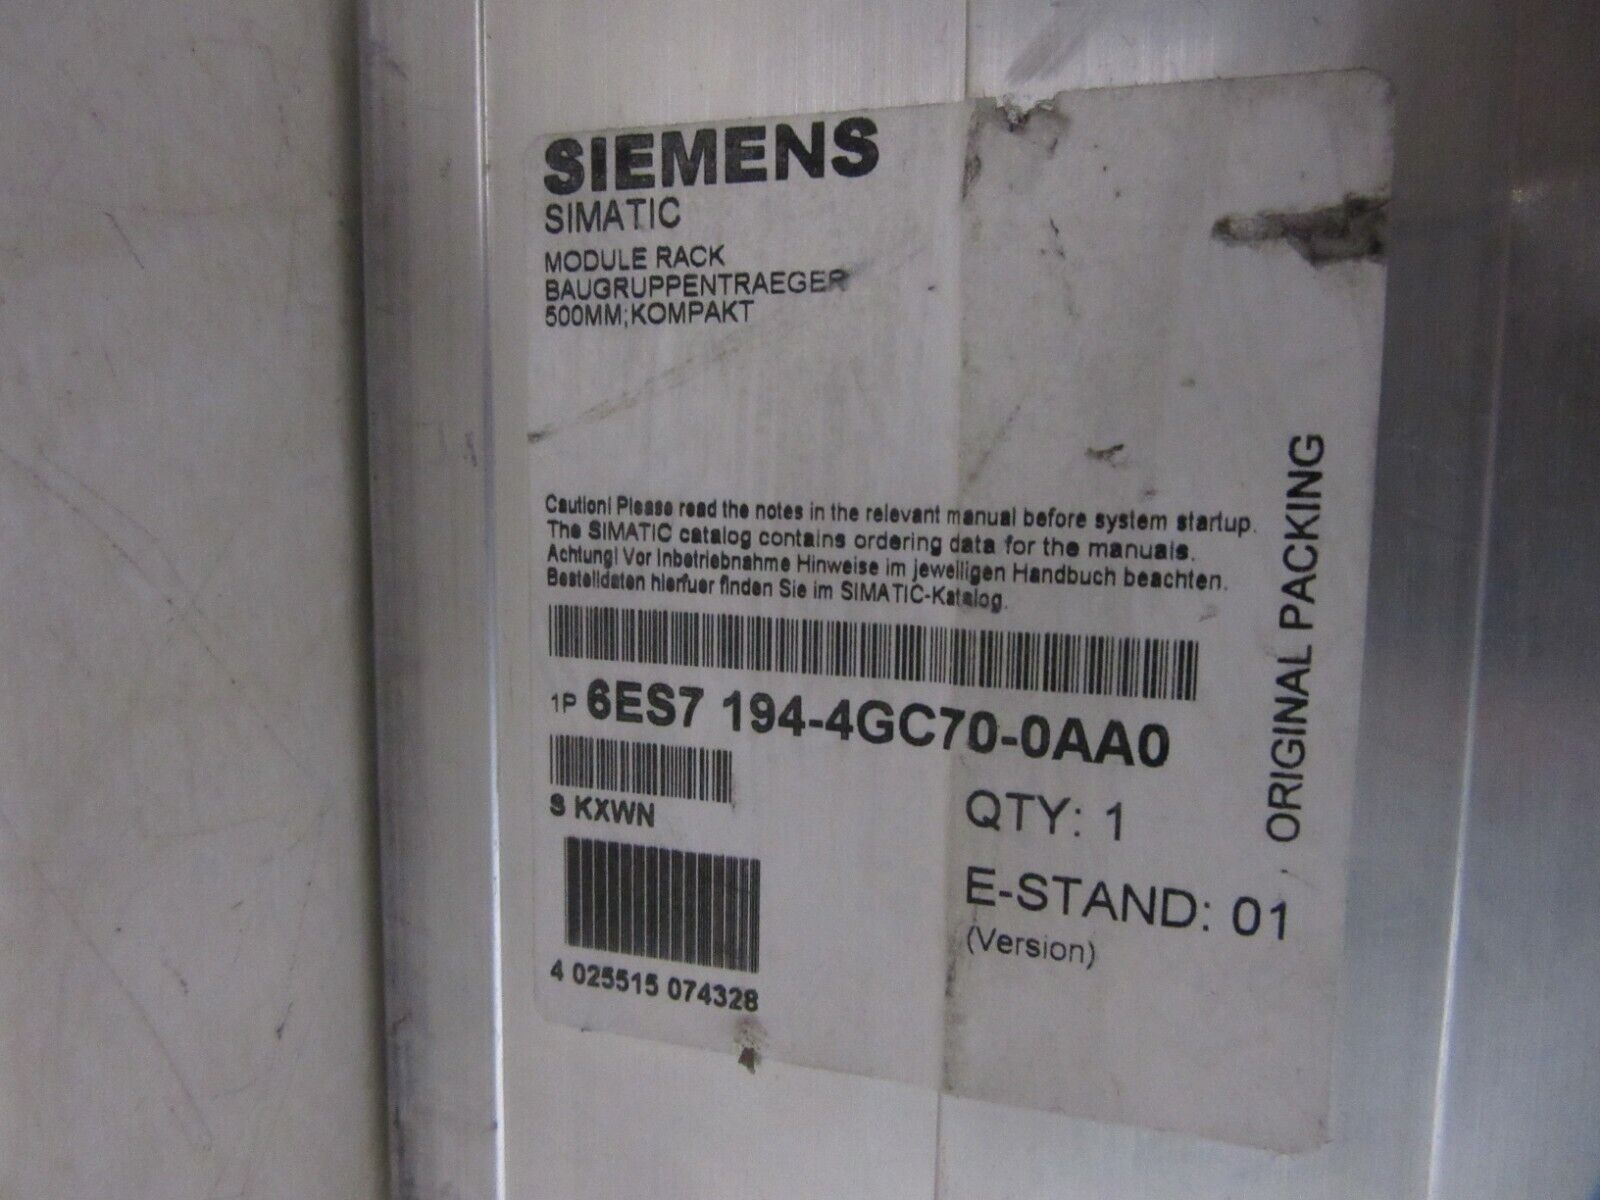 SIEMENS
SIMATIC
MODULE RACK
BAUGRUPPENTRAEGER
500MM;KOMPAKT
Caution! Please read the notes in the relevant manual before system startup.
The SIMATIC catalog contains ordering data for the manuals.
Achtung! Vor Inbetriebnahme Hinweise im jeweiligen Handbuch beachten.
Bestelldaten hierfuer finden Sie im SIMATIC-Katalog.
1P 6ES7 194-4GC70-0AA0
S KXWN
QTY: 1
E-STAND: 01
(Version)
4 025515 074328
ORIGINAL PACKING